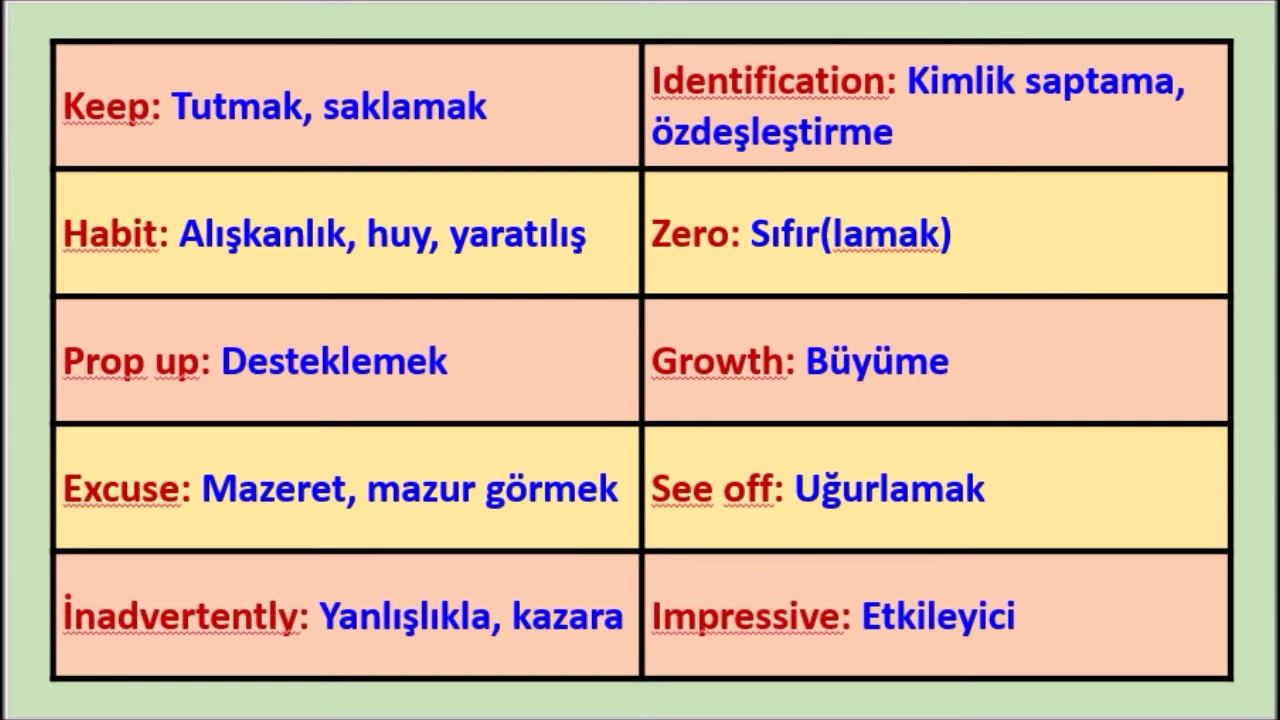 Keep: Tutmak, saklamak
Identification: Kimlik saptama,
özdeşleştirme
Habit: Alışkanlık, huy, yaratılış
Zero: Sıfır(lamak)
Prop up: Desteklemek
Growth: Büyüme
Excuse: Mazeret, mazur görmek
See off: Uğurlamak
İnadvertently: Yanlışlıkla, kazara
Impressive: Etkileyici